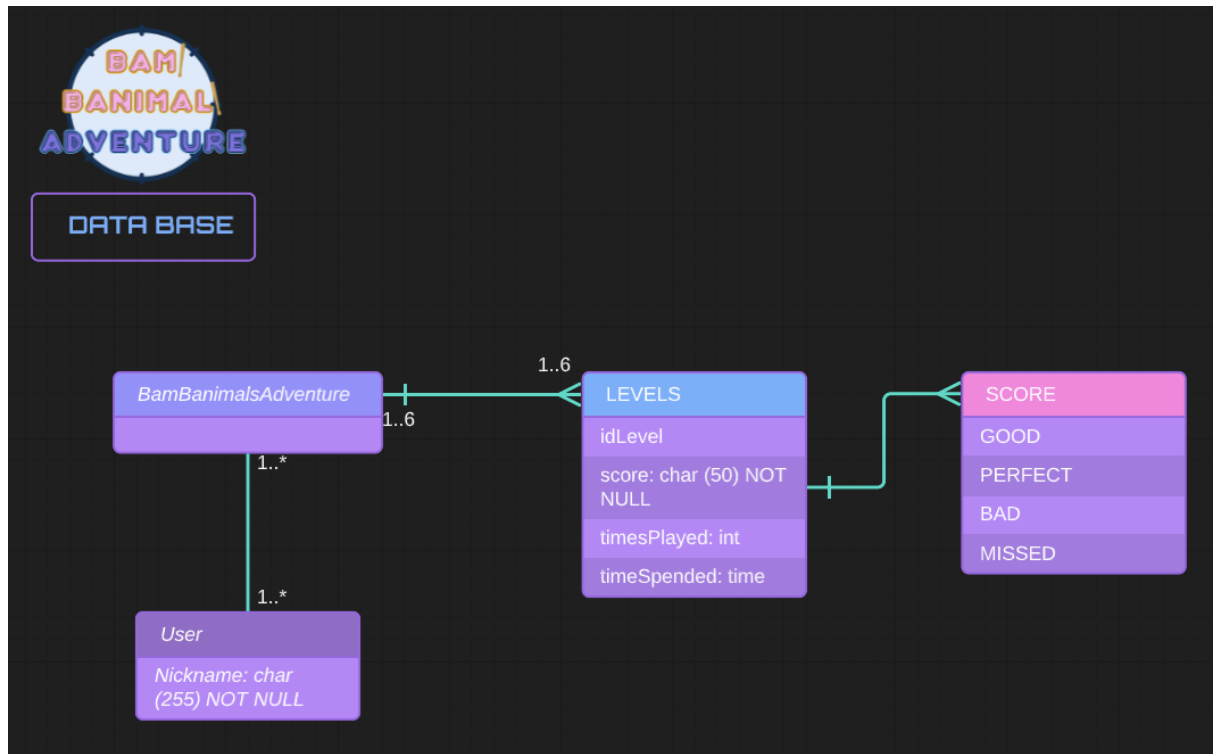 BAM
BANIMAL
ADVENTURE
DATA BASE
BamBanimalsAdventure
1..6
1..6
1..*
1..*
User
Nickname: char
(255) NOT NULL
LEVELS
idLevel
score: char (50) NOT
NULL
timesPlayed: int
timeSpended: time
SCORE
GOOD
PERFECT
BAD
MISSED